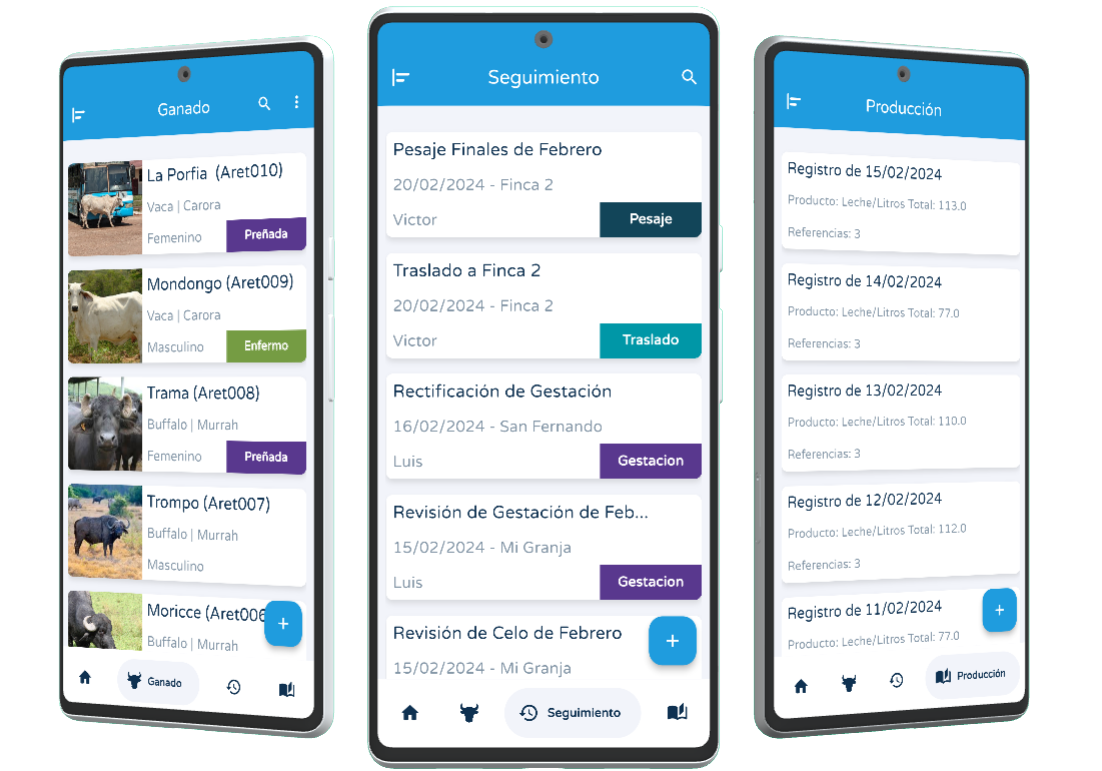 Ganado
La Porfia (Aret010)
Vaca | Carora
Femenino
Preñada
Mondongo (Aret009)
Vaca | Carora
Masculino
Enfermo
Trama (Aret008)
Buffalo | Murrah
Femenino
Preñada
Trompo (Aret007)
Buffalo | Murrah
Masculino
Moricce (Aret006
Buffalo | Murrah
+
Ganado
Seguimiento
Pesaje Finales de Febrero
20/02/2024 - Finca 2
Victor
Pesaje
Traslado a Finca 2
20/02/2024 - Finca 2
Victor
Traslado
Rectificación de Gestación
16/02/2024 - San Fernando
Luis
Gestacion
Revisión de Gestación de Feb...
15/02/2024 - Mi Granja
Luis
Gestacion
Revisión de Celo de Febrero
15/02/2024 - Mi Granja
+
Seguimiento
Producción
Registro de 15/02/2024
Producto: Leche/Litros Total: 113.0
Referencias: 3
Registro de 14/02/2024
Producto: Leche/Litros Total: 77.0
Referencias: 3
Registro de 13/02/2024
Producto: Leche/Litros Total: 110.0
Referencias: 3
Registro de 12/02/2024
Producto: Leche/Litros Total: 112.0
Referencias: 3
Registro de 11/02/2024
Producto: Leche/Litros Total: 77.0
+
Producción